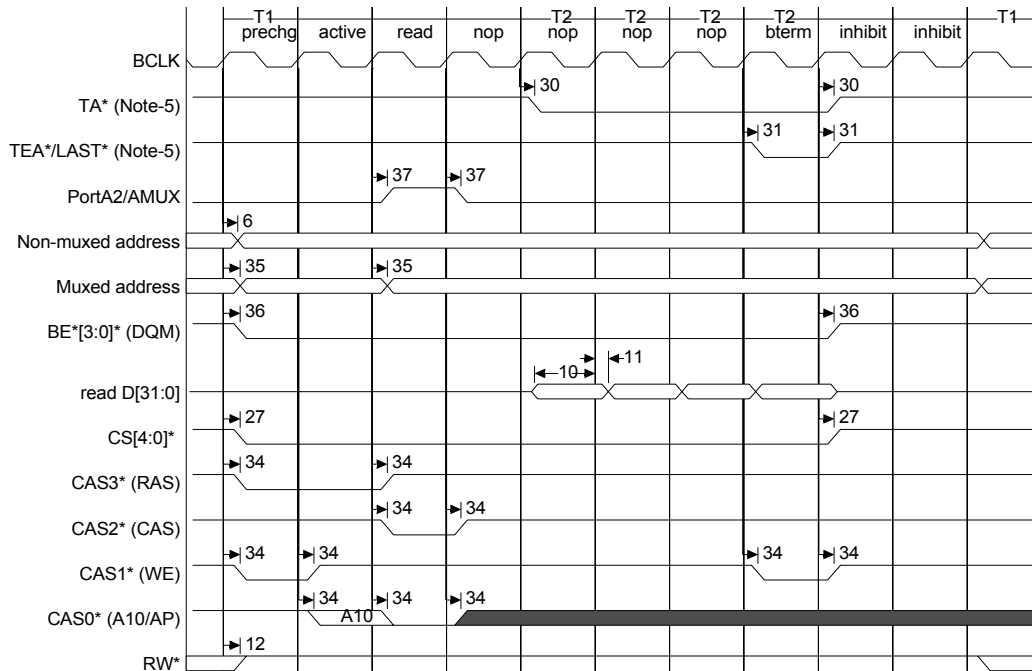 T1 T2 T2 T2 T2 T1
prechg active read nop nop nop nop bterm inhibit inhibit
BCLK
30 30
TA* (Note-5)
31 31
TEA*/LAST* (Note-5)
37 37
PortA2/AMUX
6
Non-muxed address
35 35
Muxed address
36 36
BE*[3:0]* (DQM)
10 11
read D[31:0]
27 27
CS[4:0]*
34 34
CAS3* (RAS)
34 34
CAS2* (CAS)
34 34 34 34
CAS1* (WE)
34 34 34
CAS0* (A10/AP) A10
12
RW*